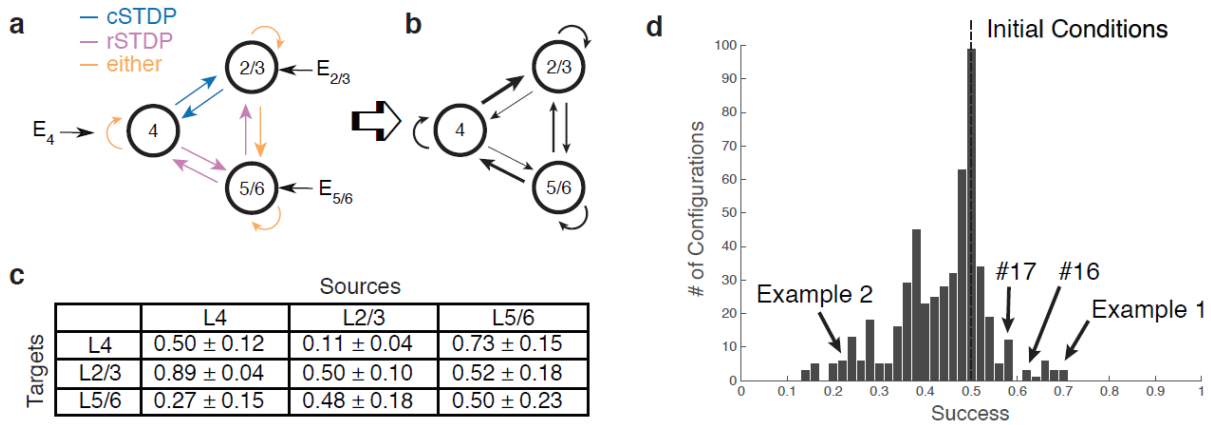 a
cSTDP
rSTDP
either
2/3
E2/3
4
E4
5/6
E5/6
b
2/3
4
5/6
c
Sources
Targets
L4 L2/3 L5/6
L4 0.50 ± 0.12 0.11 ± 0.04 0.73 ± 0.15
L2/3 0.89 ± 0.04 0.50 ± 0.10 0.52 ± 0.18
L5/6 0.27 ± 0.15 0.48 ± 0.18 0.50 ± 0.23
d
Initial Conditions
# of Configurations
100
90
80
70
60
50
40
30
20
10
0
Example 2
#17
#16
Example 1
0 0.1 0.2 0.3 0.4 0.5 0.6 0.7 0.8 0.9 1
Success